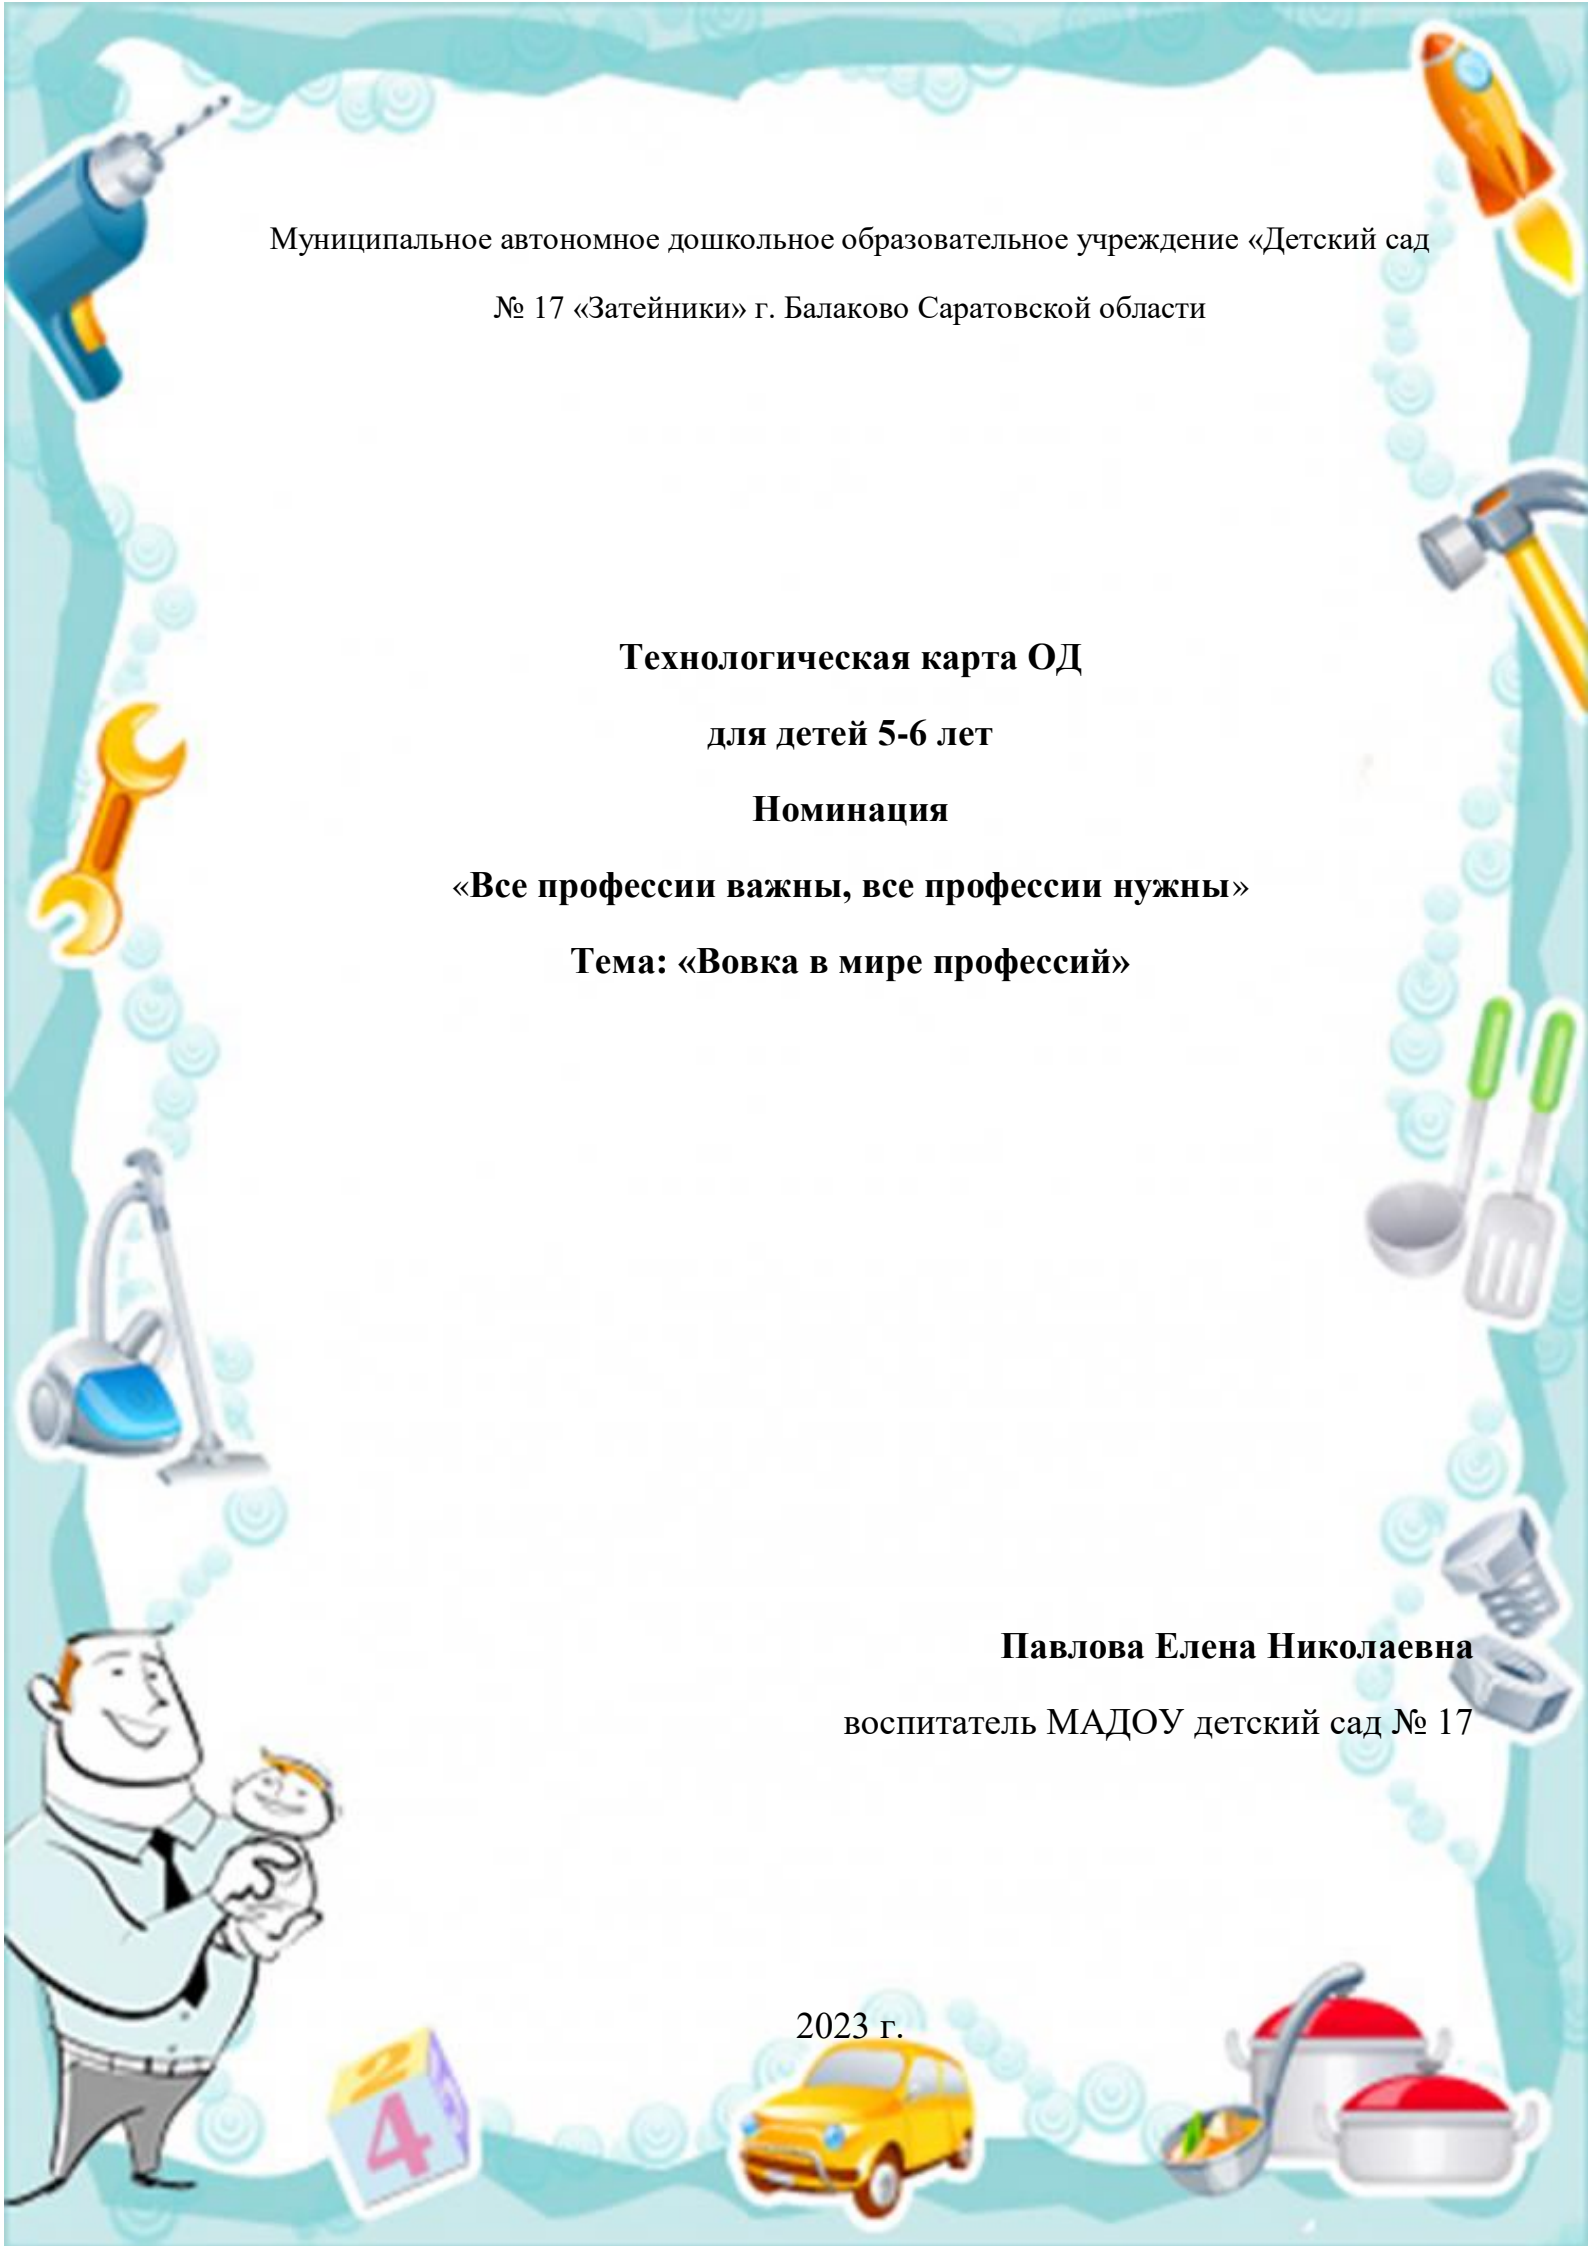 Муниципальное автономное дошкольное образовательное учреждение «Детский сад
№ 17 «Затейники» г. Балаково Саратовской области
Технологическая карта ОД
для детей 5-6 лет
Номинация
«Все профессии важны, все профессии нужны»
Тема: «Вовка в мире профессий»
Павлова Елена Николаевна
воспитатель МАДОУ детский сад № 17
2023 г.
2
4